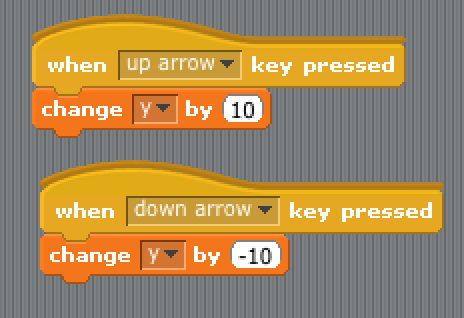 when up arrow key pressed
change y by 10
when down arrow key pressed
change y by -10